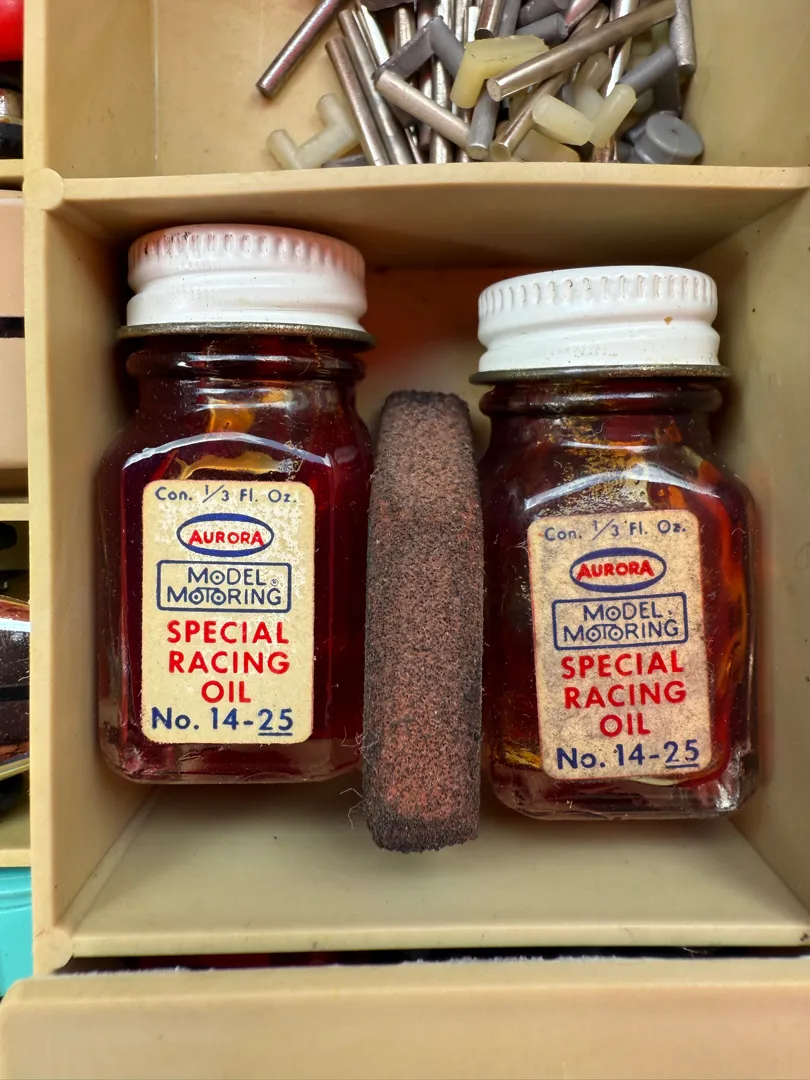 Con. 1/3 Fl. Oz.
AURORA
MODEL
MOTORING®
SPECIAL
RACING
OIL
No. 14-25
Con. 1/3 Fl. Oz.
AURORA
MODEL
MOTORING
SPECIAL
RACING
OIL
No. 14-25